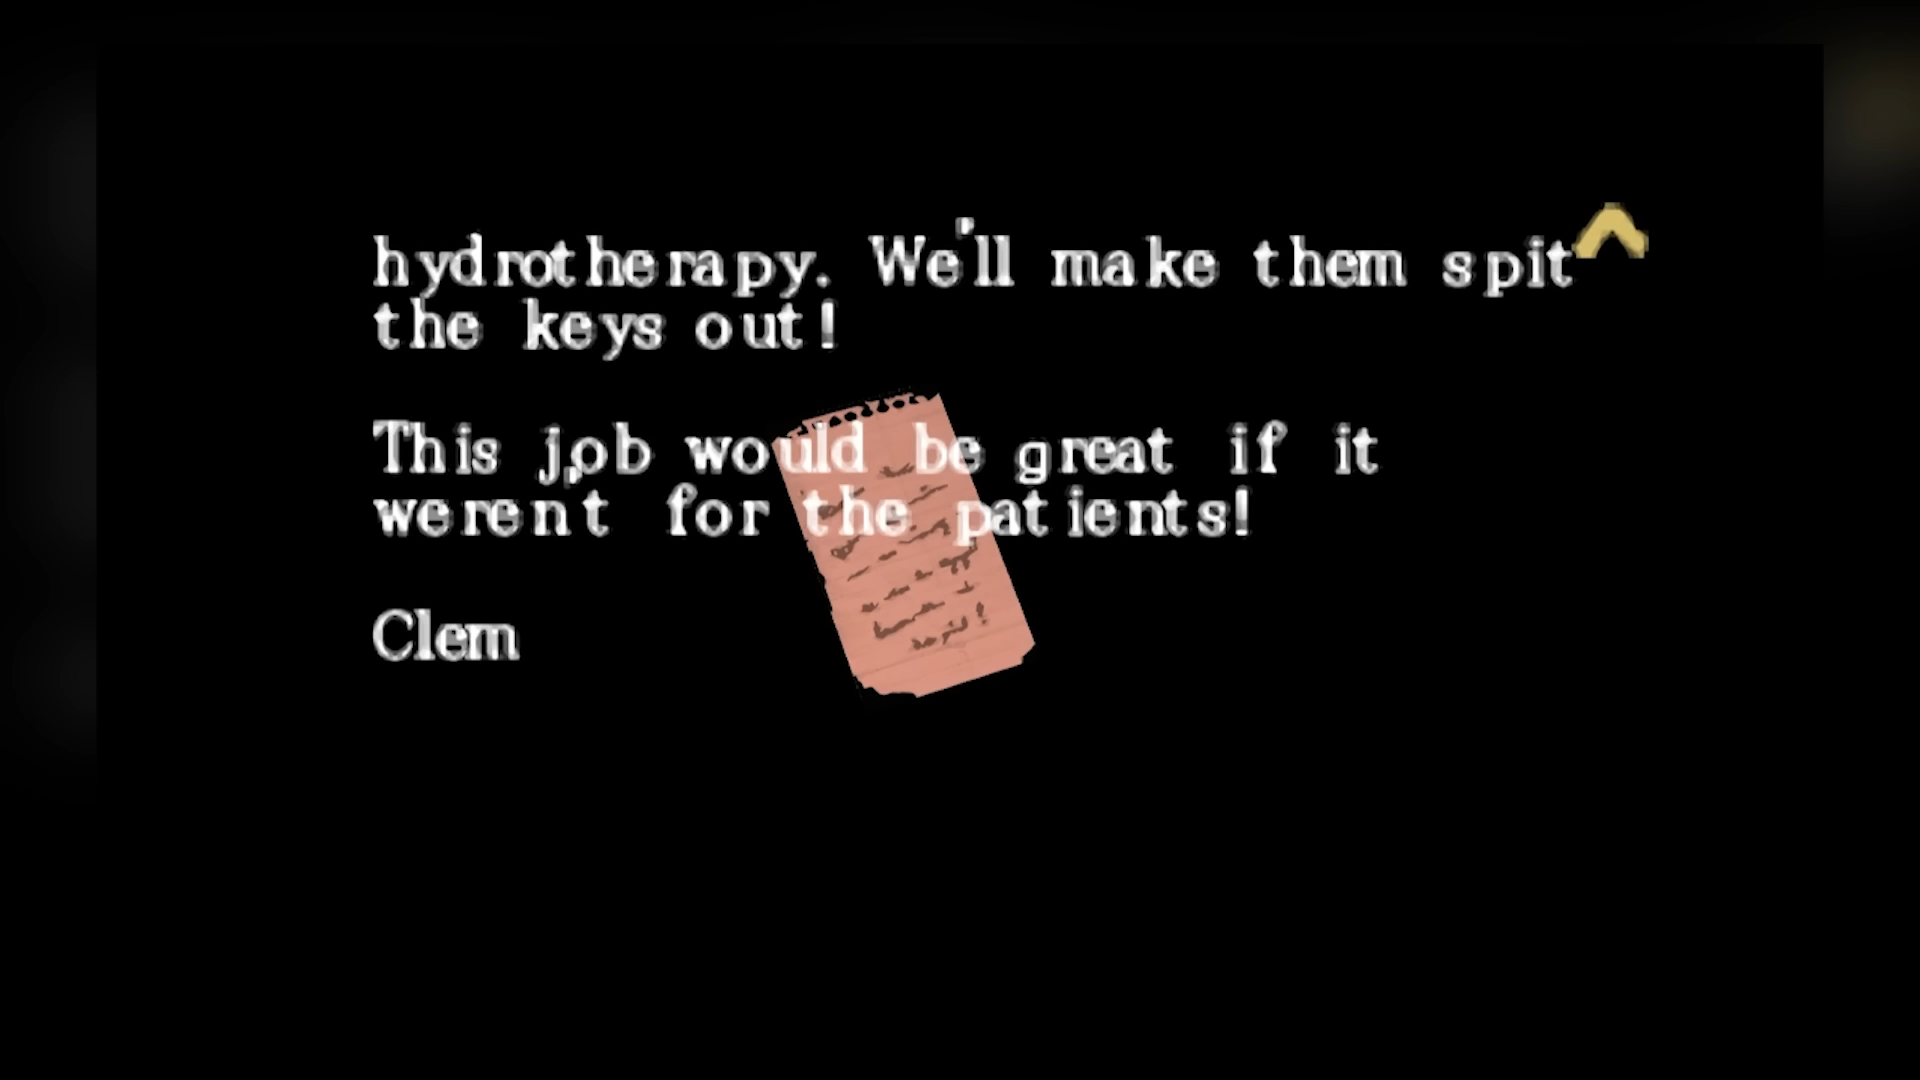 hydrotherapy. We'll make them spit
the keys out!
This job would be great if it
weren't for the patients!
Clem